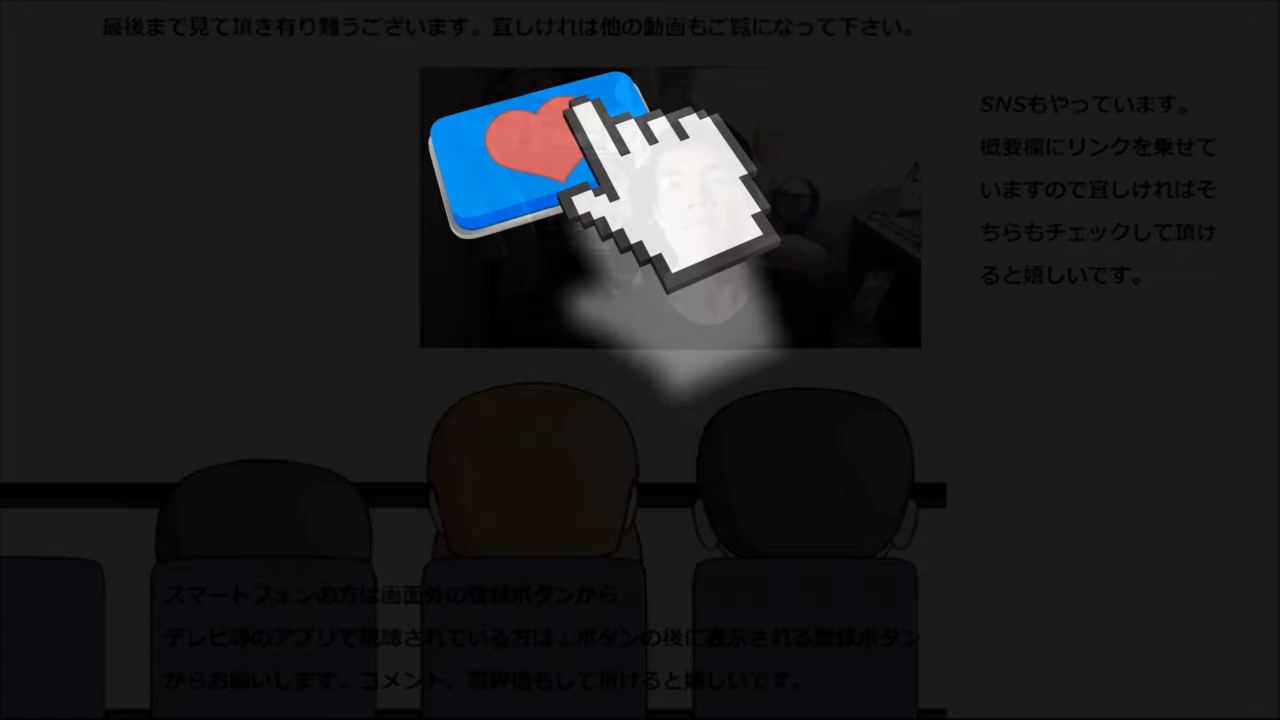 最後まで見て頂き有り難うございます。宜しければ他の動画もご覧になって下さい。
SNSもやっています。
概要欄にリンクを乗せて
いますので宜しければそ
ちらもチェックして頂け
ると嬉しいです。
スマートフォンの方は画面外の登録ボタンから
テレビ等のアプリで視聴されている方は↓ボタンの後に表示される登録ボタン
からお願いします。コメント、高評価もして頂けると嬉しいです。